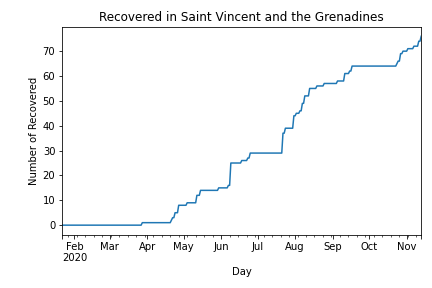 Recovered in Saint Vincent and the Grenadines
Number of Recovered
70
60
50
40
30
20
10
0
Feb Mar Apr May Jun Jul Aug Sep Oct Nov
2020
Day